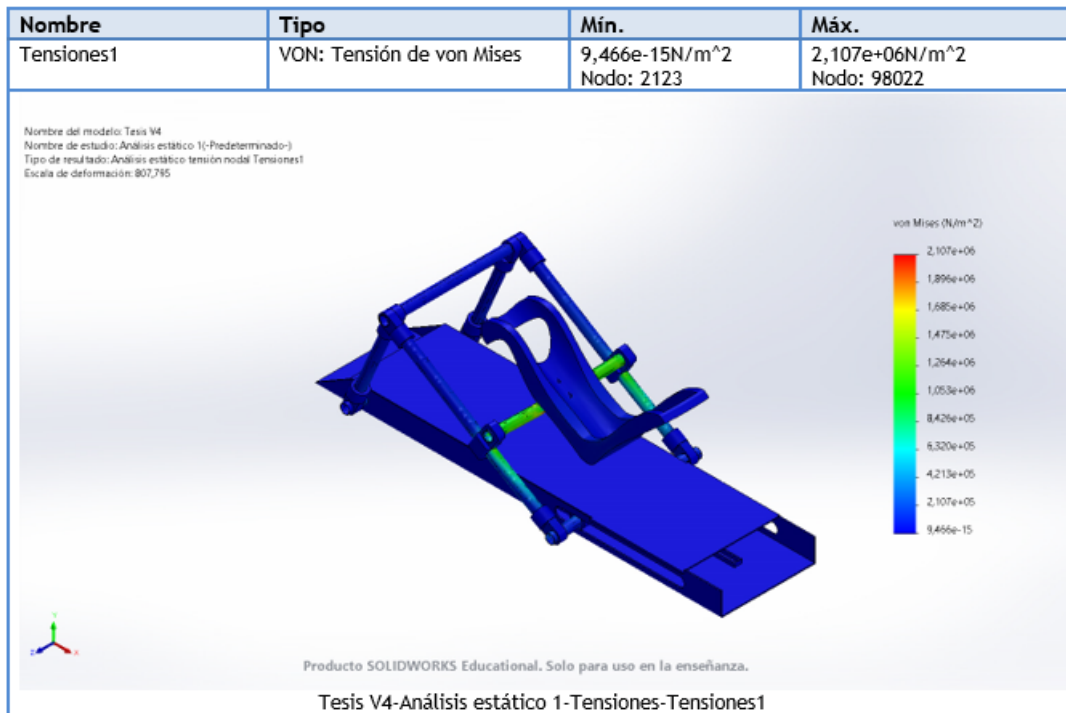 Nombre Tipo Mín. Máx.
Tensiones1 VON: Tensión de von Mises 9,466e-15N/m^2 2,107e+06N/m^2
Nodo: 2123 Nodo: 98022
Nombre del modelo: Tesis V4
Nombre de estudio: Análisis estático 1(-Predeterminado-)
Tipo de resultado: Análisis estático tensión nodal Tensiones1
Escala de deformación: 807,795
von Mises (N/m^2)
2,107e+06
1,896e+06
1,685e+06
1,475e+06
1,264e+06
1,053e+06
8,426e+05
6,320e+05
4,213e+05
2,107e+05
9,466e-15
Y
Z X
Producto SOLIDWORKS Educational. Solo para uso en la enseñanza.
Tesis V4-Análisis estático 1-Tensiones-Tensiones1